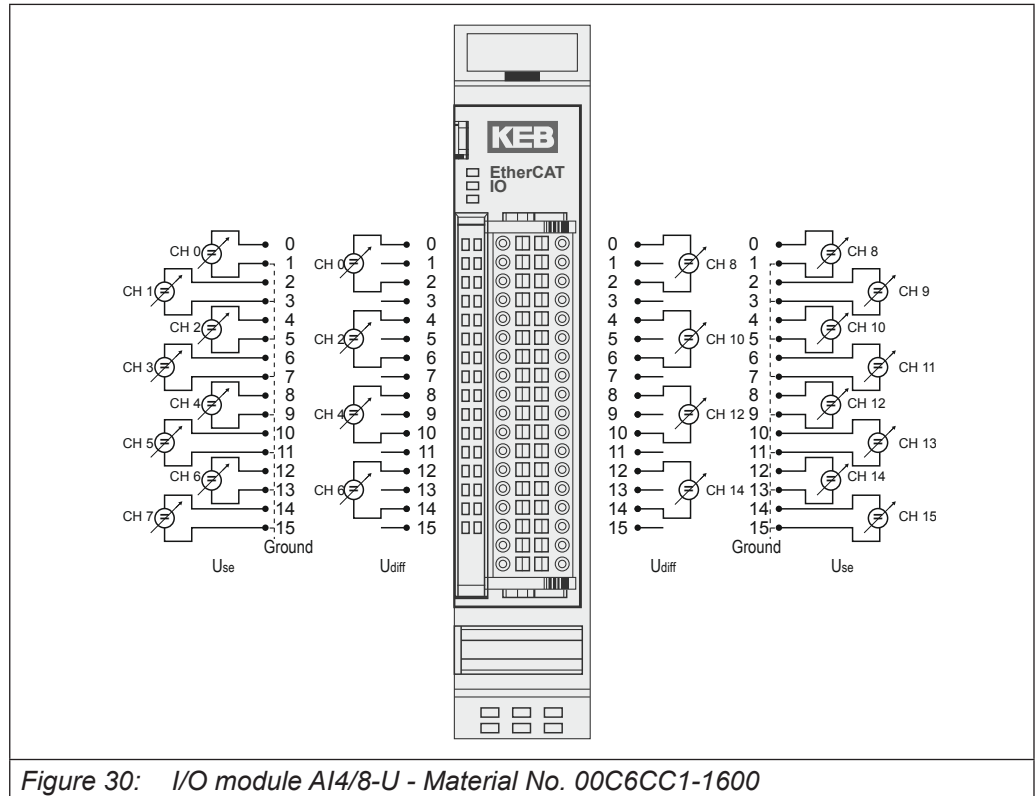 KEB
EtherCAT
IO
CH 0 0 CH 0 0 0 CH 8 0 CH 8
1 1 1 1
CH 1 2 2 2 2 CH 9
3 3 3 3
CH 2 4 CH 2 4 4 CH 10 4 CH 10
5 5 5 5
CH 3 6 6 6 6 CH 11
7 7 7 7
CH 4 8 CH 4 8 8 CH 12 8 CH 12
9 9 9 9
CH 5 10 10 10 10 CH 13
11 11 11 11
CH 6 12 CH 6 12 12 CH 14 12 CH 14
13 13 13 13
CH 7 14 14 14 14 CH 15
15 15 15 15
Ground Ground
Use Udiff Udiff Use
Figure 30: I/O module AI4/8-U - Material No. 00C6CC1-1600